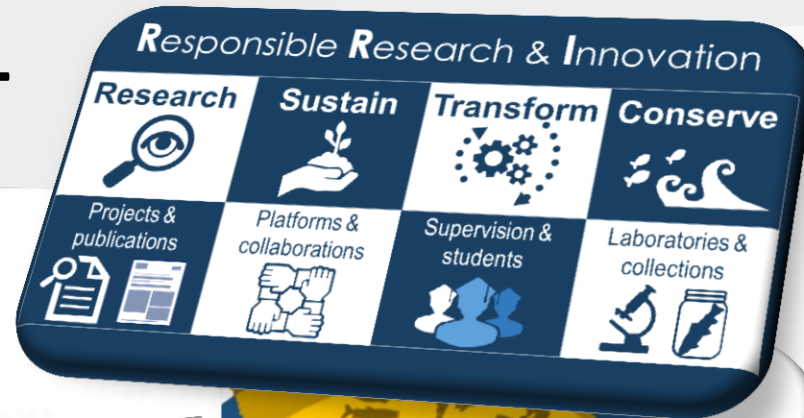 Responsible Research & Innovation
Research
Sustain
Transform
Conserve
Projects &
publications
Platforms &
collaborations
Supervision &
students
Laboratories &
collections